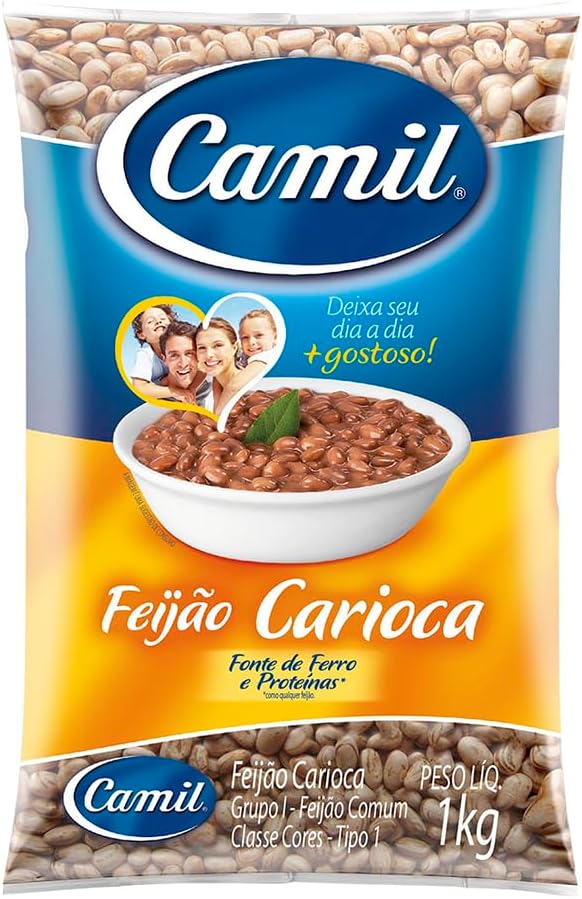 Camil®
Deixa seu
dia a dia
+gostoso!
Feijão Carioca
Fonte de Ferro
e Proteínas*
*como qualquer feijão.
Camil®
Feijão Carioca
Grupo I - Feijão Comum
Classe Cores - Tipo 1
PESO LÍQ.
1kg